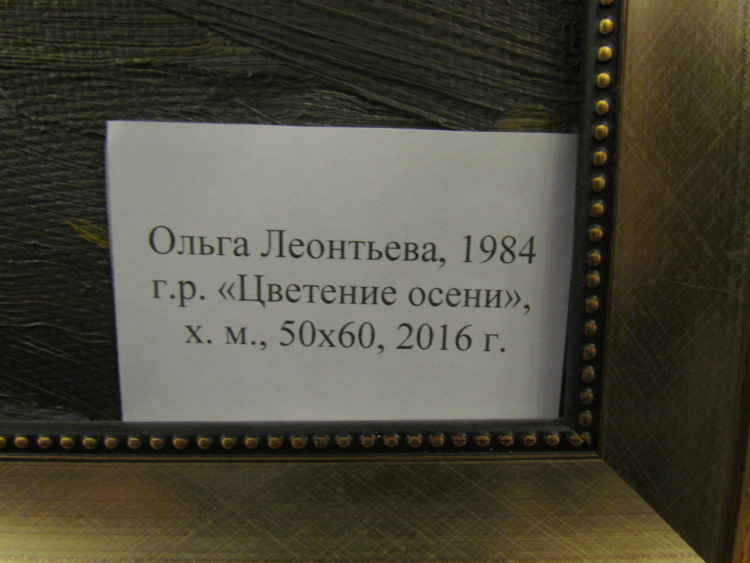 Ольга Леонтьева, 1984
г.р. «Цветение осени»,
х. м., 50х60, 2016 г.